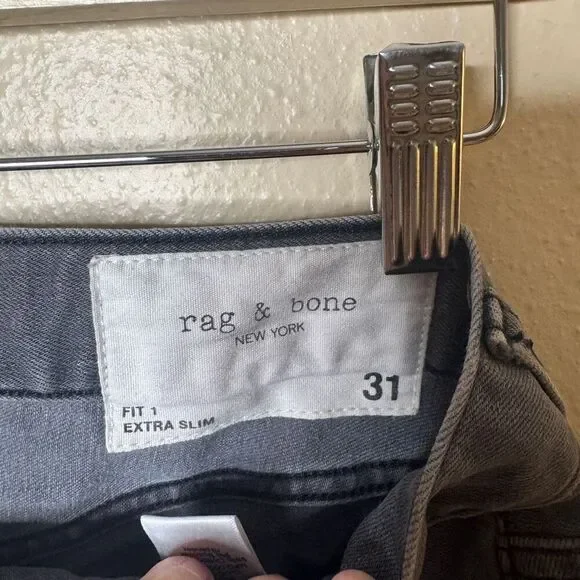 rag & bone
NEW YORK
31
FIT 1
EXTRA SLIM